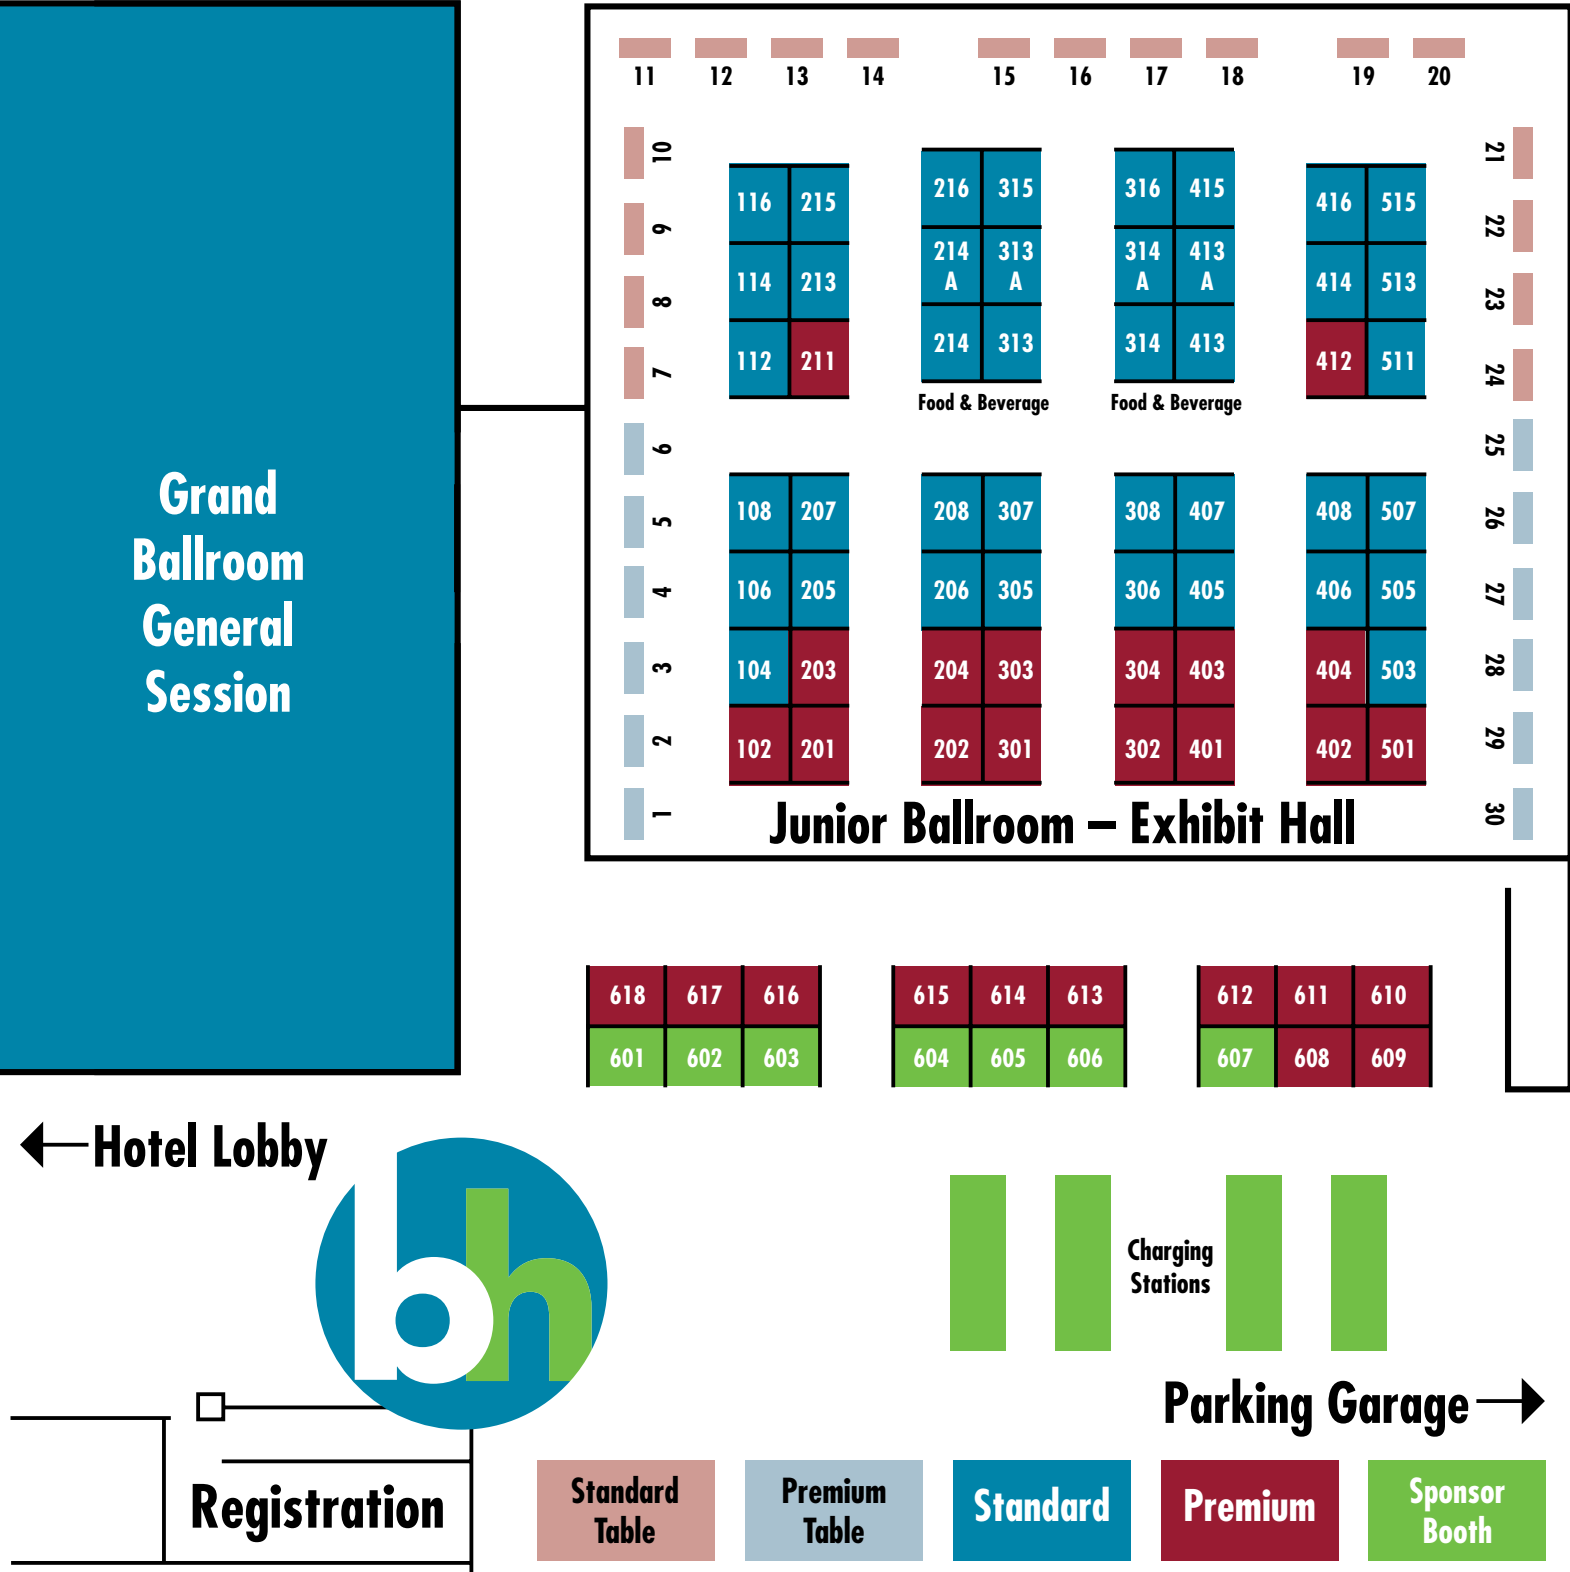 11 12 13 14 15 16 17 18 19 20
10 21
116 215 216 315 316 415 416 515
9 22
114 213 214 A 313 A 314 A 413 A 414 513
8 23
112 211 214 313 314 413 412 511
7 24
Food & Beverage Food & Beverage
6 25
108 207 208 307 308 407 408 507
5 26
106 205 206 305 306 405 406 505
4 27
104 203 204 303 304 403 404 503
3 28
102 201 202 301 302 401 402 501
2 29
1 30
Junior Ballroom – Exhibit Hall
Grand
Ballroom
General
Session
618 617 616 615 614 613 612 611 610
601 602 603 604 605 606 607 608 609
Hotel Lobby
bh
Charging
Stations
Parking Garage
Registration
Standard
Table
Premium
Table
Standard
Premium
Sponsor
Booth